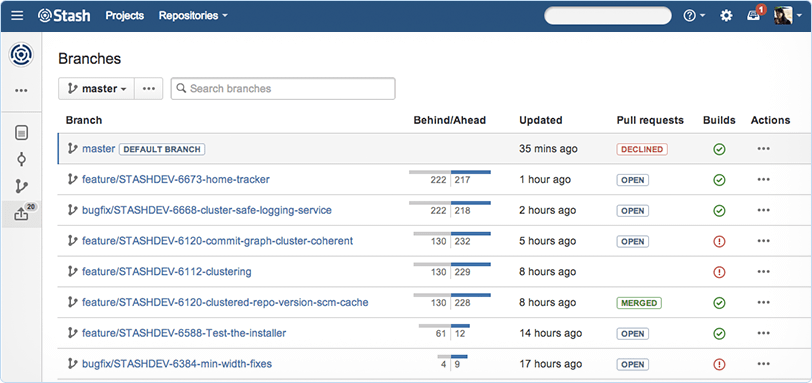 Stash Projects Repositories 1
Branches
master
Search branches
Branch Behind/Ahead Updated Pull requests Builds Actions
master DEFAULT BRANCH 35 mins ago DECLINED
feature/STASHDEV-6673-home-tracker 222 217 1 hour ago OPEN
bugfix/STASHDEV-6668-cluster-safe-logging-service 222 218 2 hours ago OPEN
20
feature/STASHDEV-6120-commit-graph-cluster-coherent 130 232 5 hours ago OPEN
feature/STASHDEV-6112-clustering 130 229 8 hours ago
feature/STASHDEV-6120-clustered-repo-version-scm-cache 130 228 8 hours ago MERGED
feature/STASHDEV-6588-Test-the-installer 61 12 14 hours ago OPEN
bugfix/STASHDEV-6384-min-width-fixes 4 9 17 hours ago OPEN